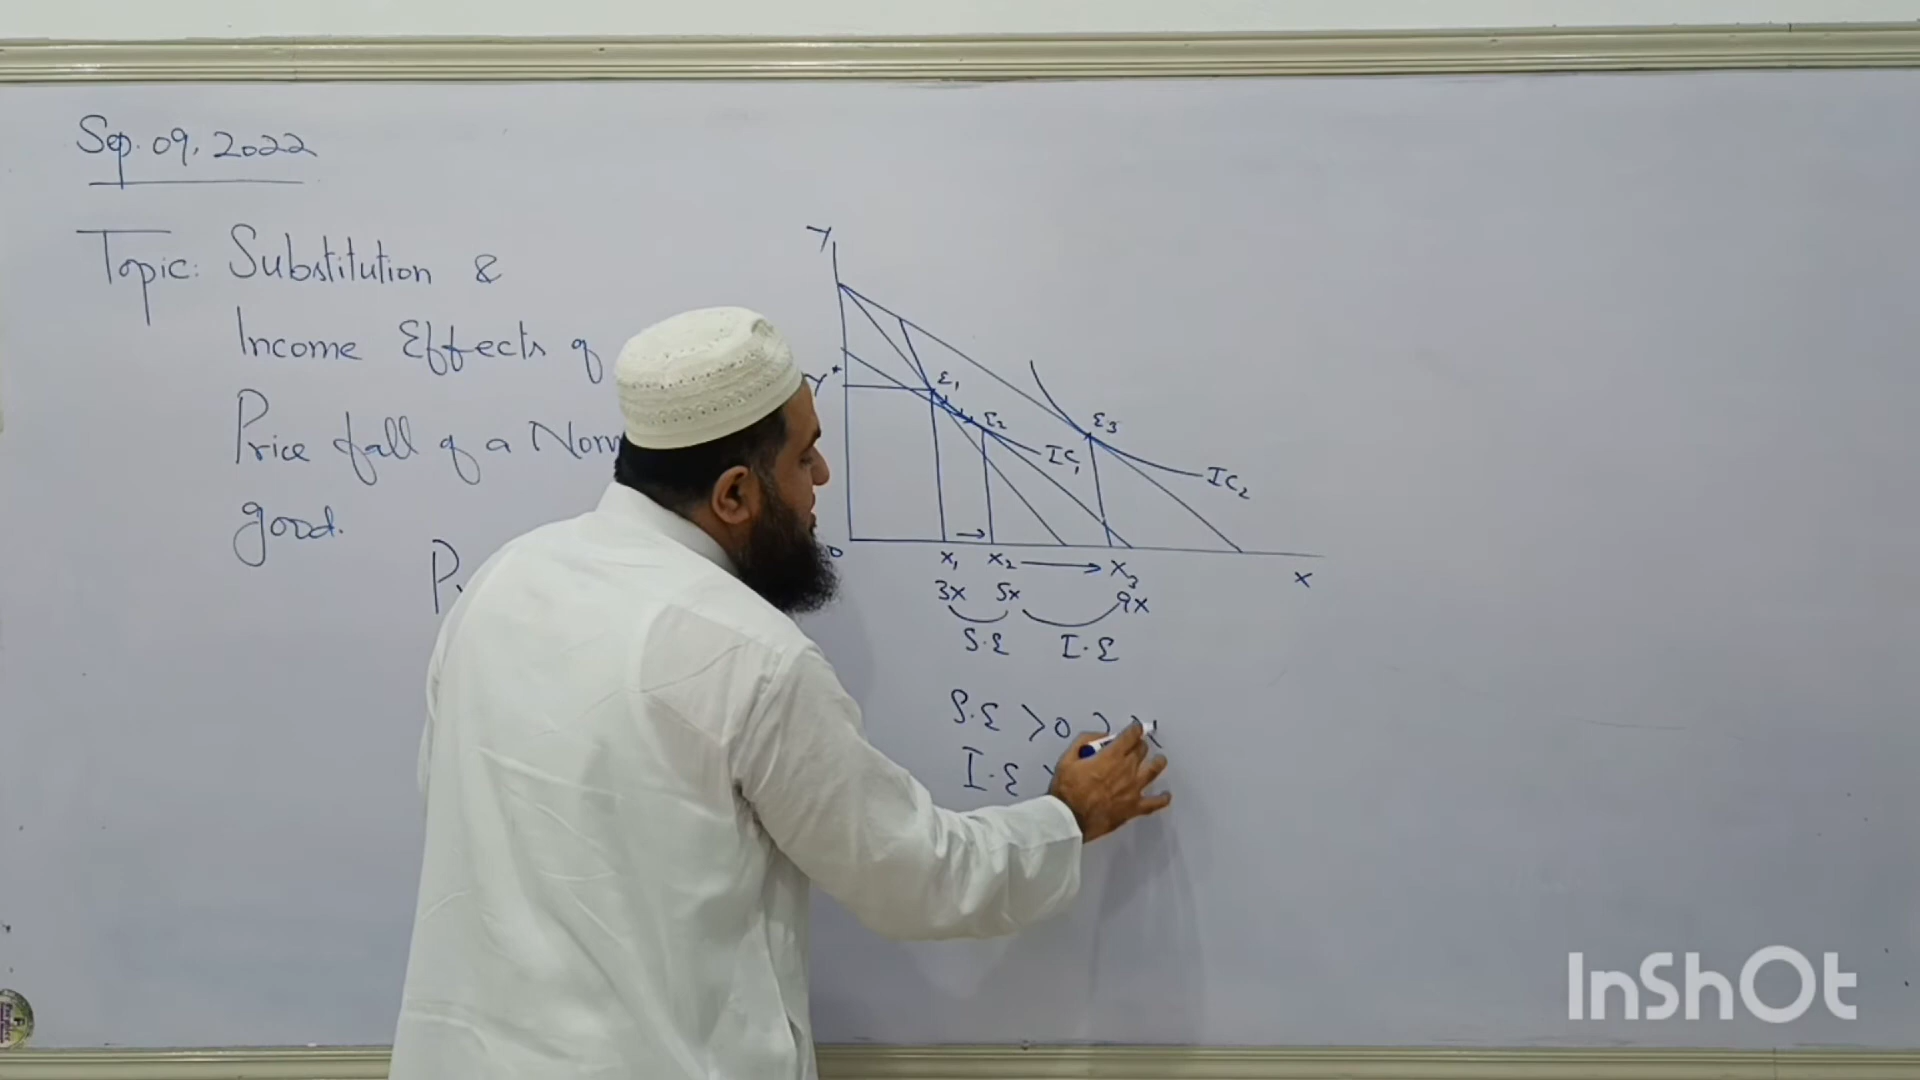 Sep. 09, 2022
Topic: Substitution &
Income Effects of
Price fall of a
good.
Y
E₁
E₂
E₃
IC₁
IC₂
0
X₁
X₂
X₃
X
3X
5X
9X
S.E
I.E
S.E > 0
I.E
InShOt